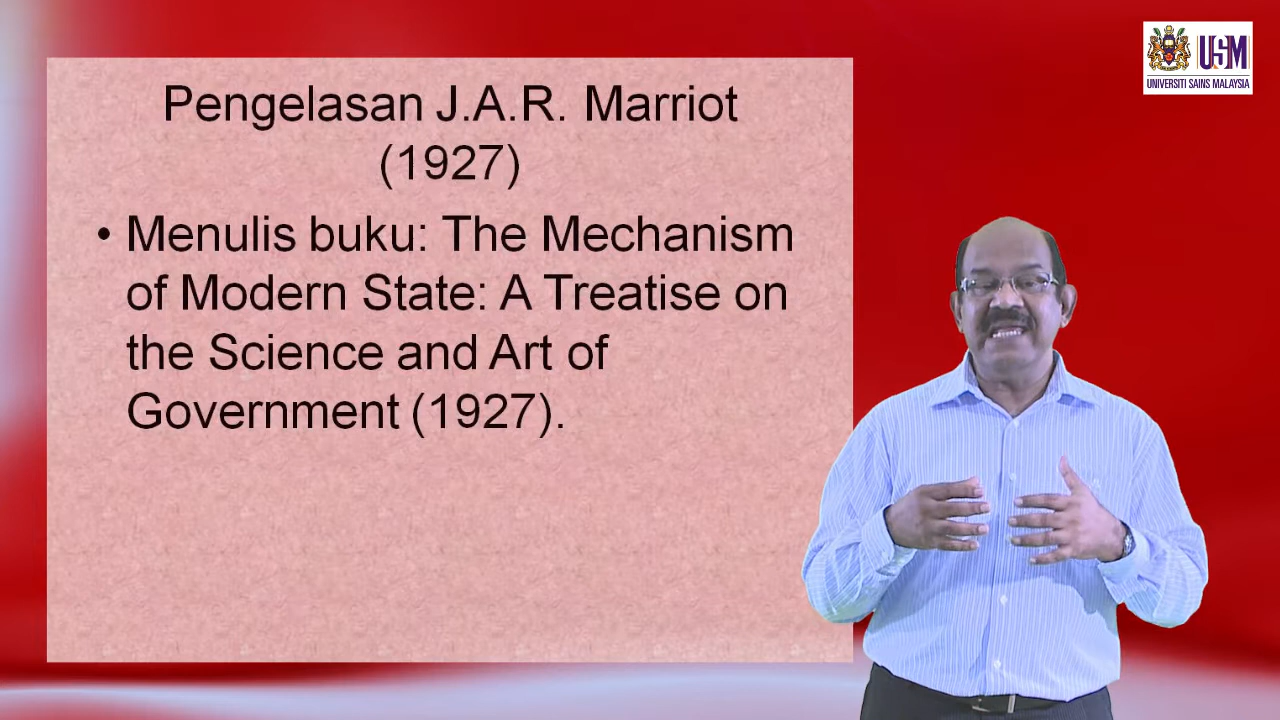 USM
UNIVERSITI SAINS MALAYSIA
Pengelasan J.A.R. Marriot
(1927)
• Menulis buku: The Mechanism
of Modern State: A Treatise on
the Science and Art of
Government (1927).